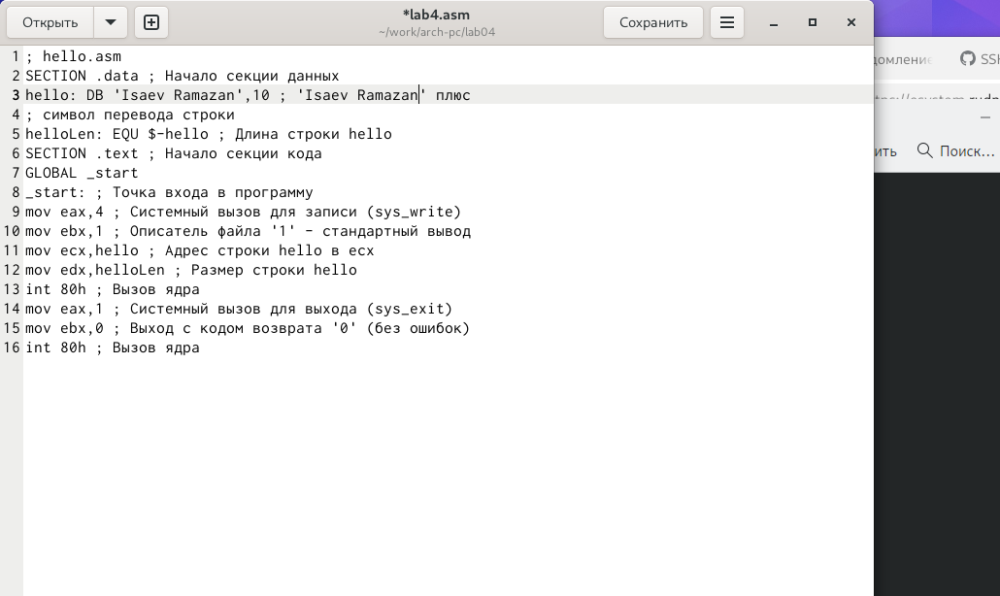 Открыть
*lab4.asm
~/work/arch-pc/lab04
Сохранить
1 ; hello.asm
2 SECTION .data ; Начало секции данных
3 hello: DB 'Isaev Ramazan',10 ; 'Isaev Ramazan' плюс
4 ; символ перевода строки
5 helloLen: EQU $-hello ; Длина строки hello
6 SECTION .text ; Начало секции кода
7 GLOBAL _start
8 _start: ; Точка входа в программу
9 mov eax,4 ; Системный вызов для записи (sys_write)
10 mov ebx,1 ; Описатель файла '1' - стандартный вывод
11 mov ecx,hello ; Адрес строки hello в ecx
12 mov edx,helloLen ; Размер строки hello
13 int 80h ; Вызов ядра
14 mov eax,1 ; Системный вызов для выхода (sys_exit)
15 mov ebx,0 ; Выход с кодом возврата '0' (без ошибок)
16 int 80h ; Вызов ядра
SSH
ить
Поиск...